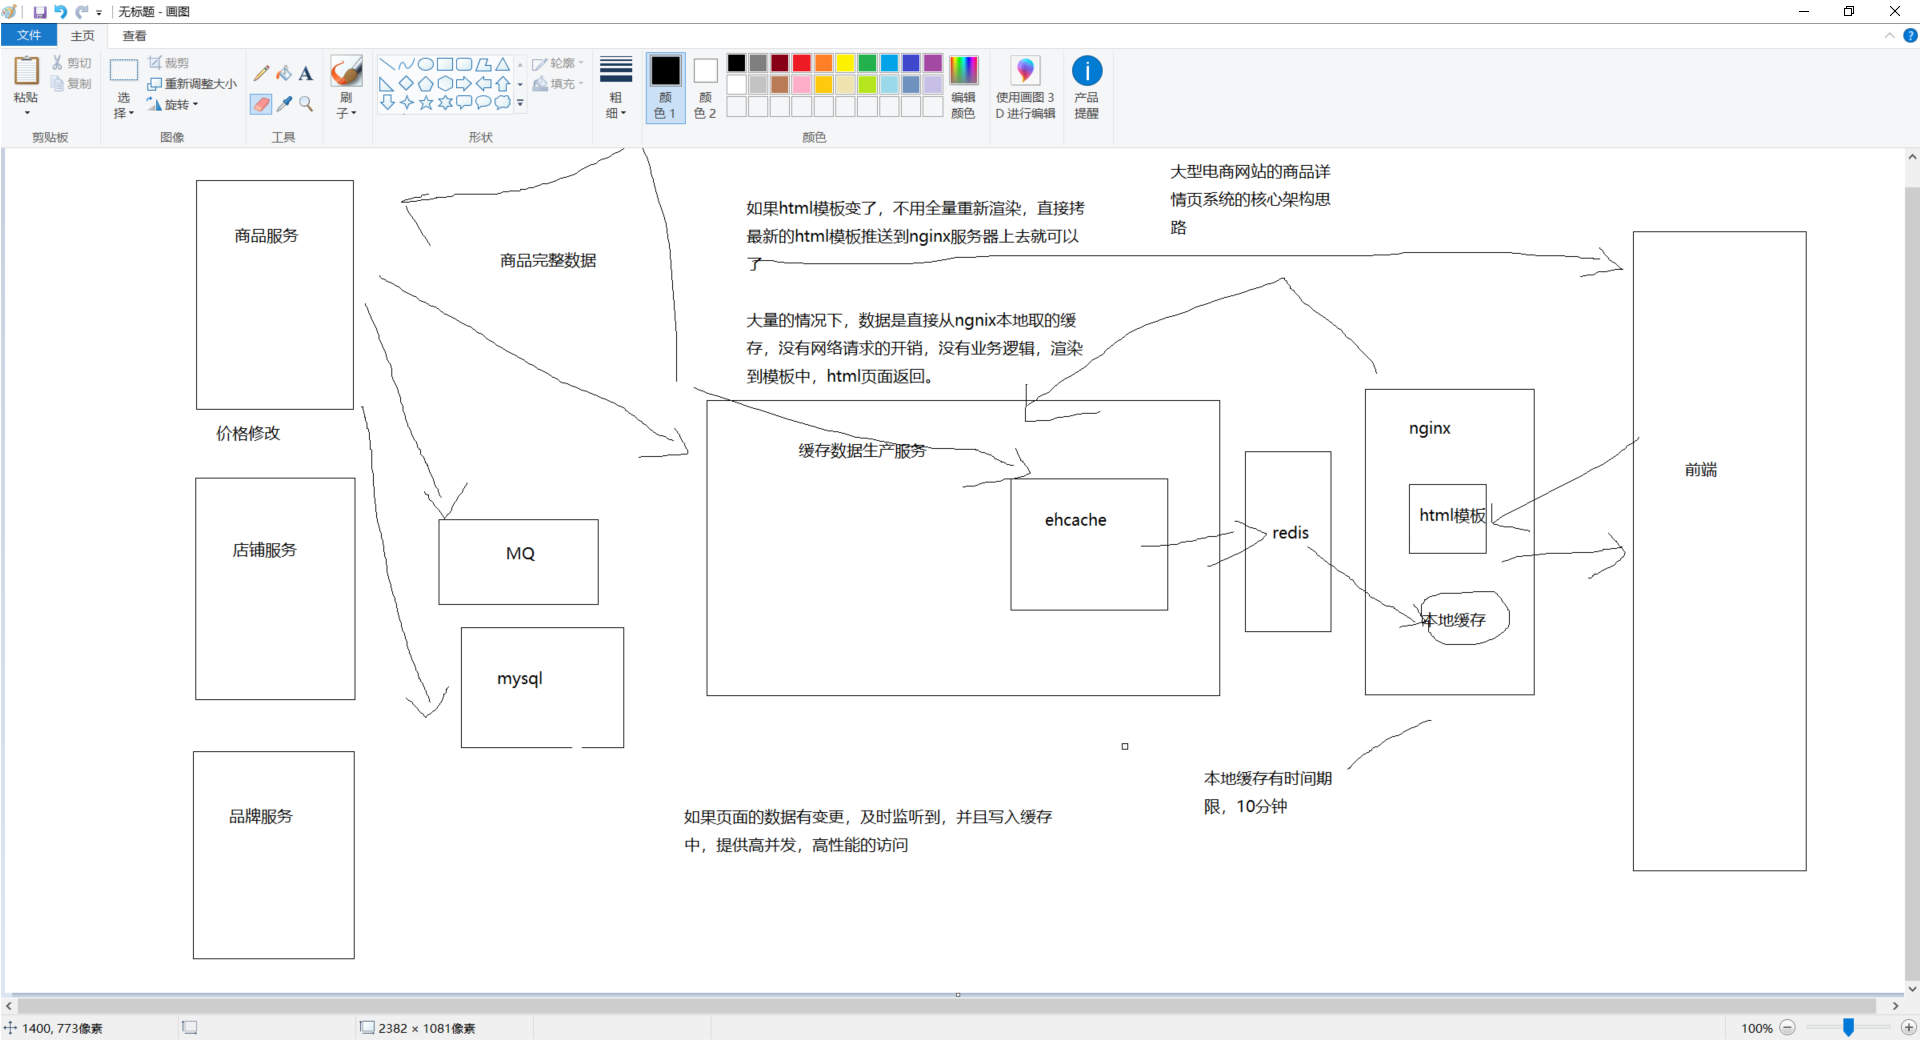 无标题 - 画图
文件
主页
查看
粘贴
剪切
复制
剪贴板
选
择
裁剪
重新调整大小
旋转
图像
A
工具
刷
子
形状
轮廓
填充
粗
细
颜
色 1
颜
色 2
颜色
编辑
颜色
使用画图 3
D 进行编辑
产品
提醒
大型电商网站的商品详
情页系统的核心架构思
路
如果html模板变了，不用全量重新渲染，直接拷
最新的html模板推送到nginx服务器上去就可以
了
商品服务
商品完整数据
大量的情况下，数据是直接从ngnix本地取的缓
存，没有网络请求的开销，没有业务逻辑，渲染
到模板中，html页面返回。
价格修改
缓存数据生产服务
nginx
前端
html模板
ehcache
redis
店铺服务
MQ
本地缓存
mysql
本地缓存有时间期
限，10分钟
品牌服务
如果页面的数据有变更，及时监听到，并且写入缓存
中，提供高并发，高性能的访问
1400, 773像素
2382 × 1081像素
100%